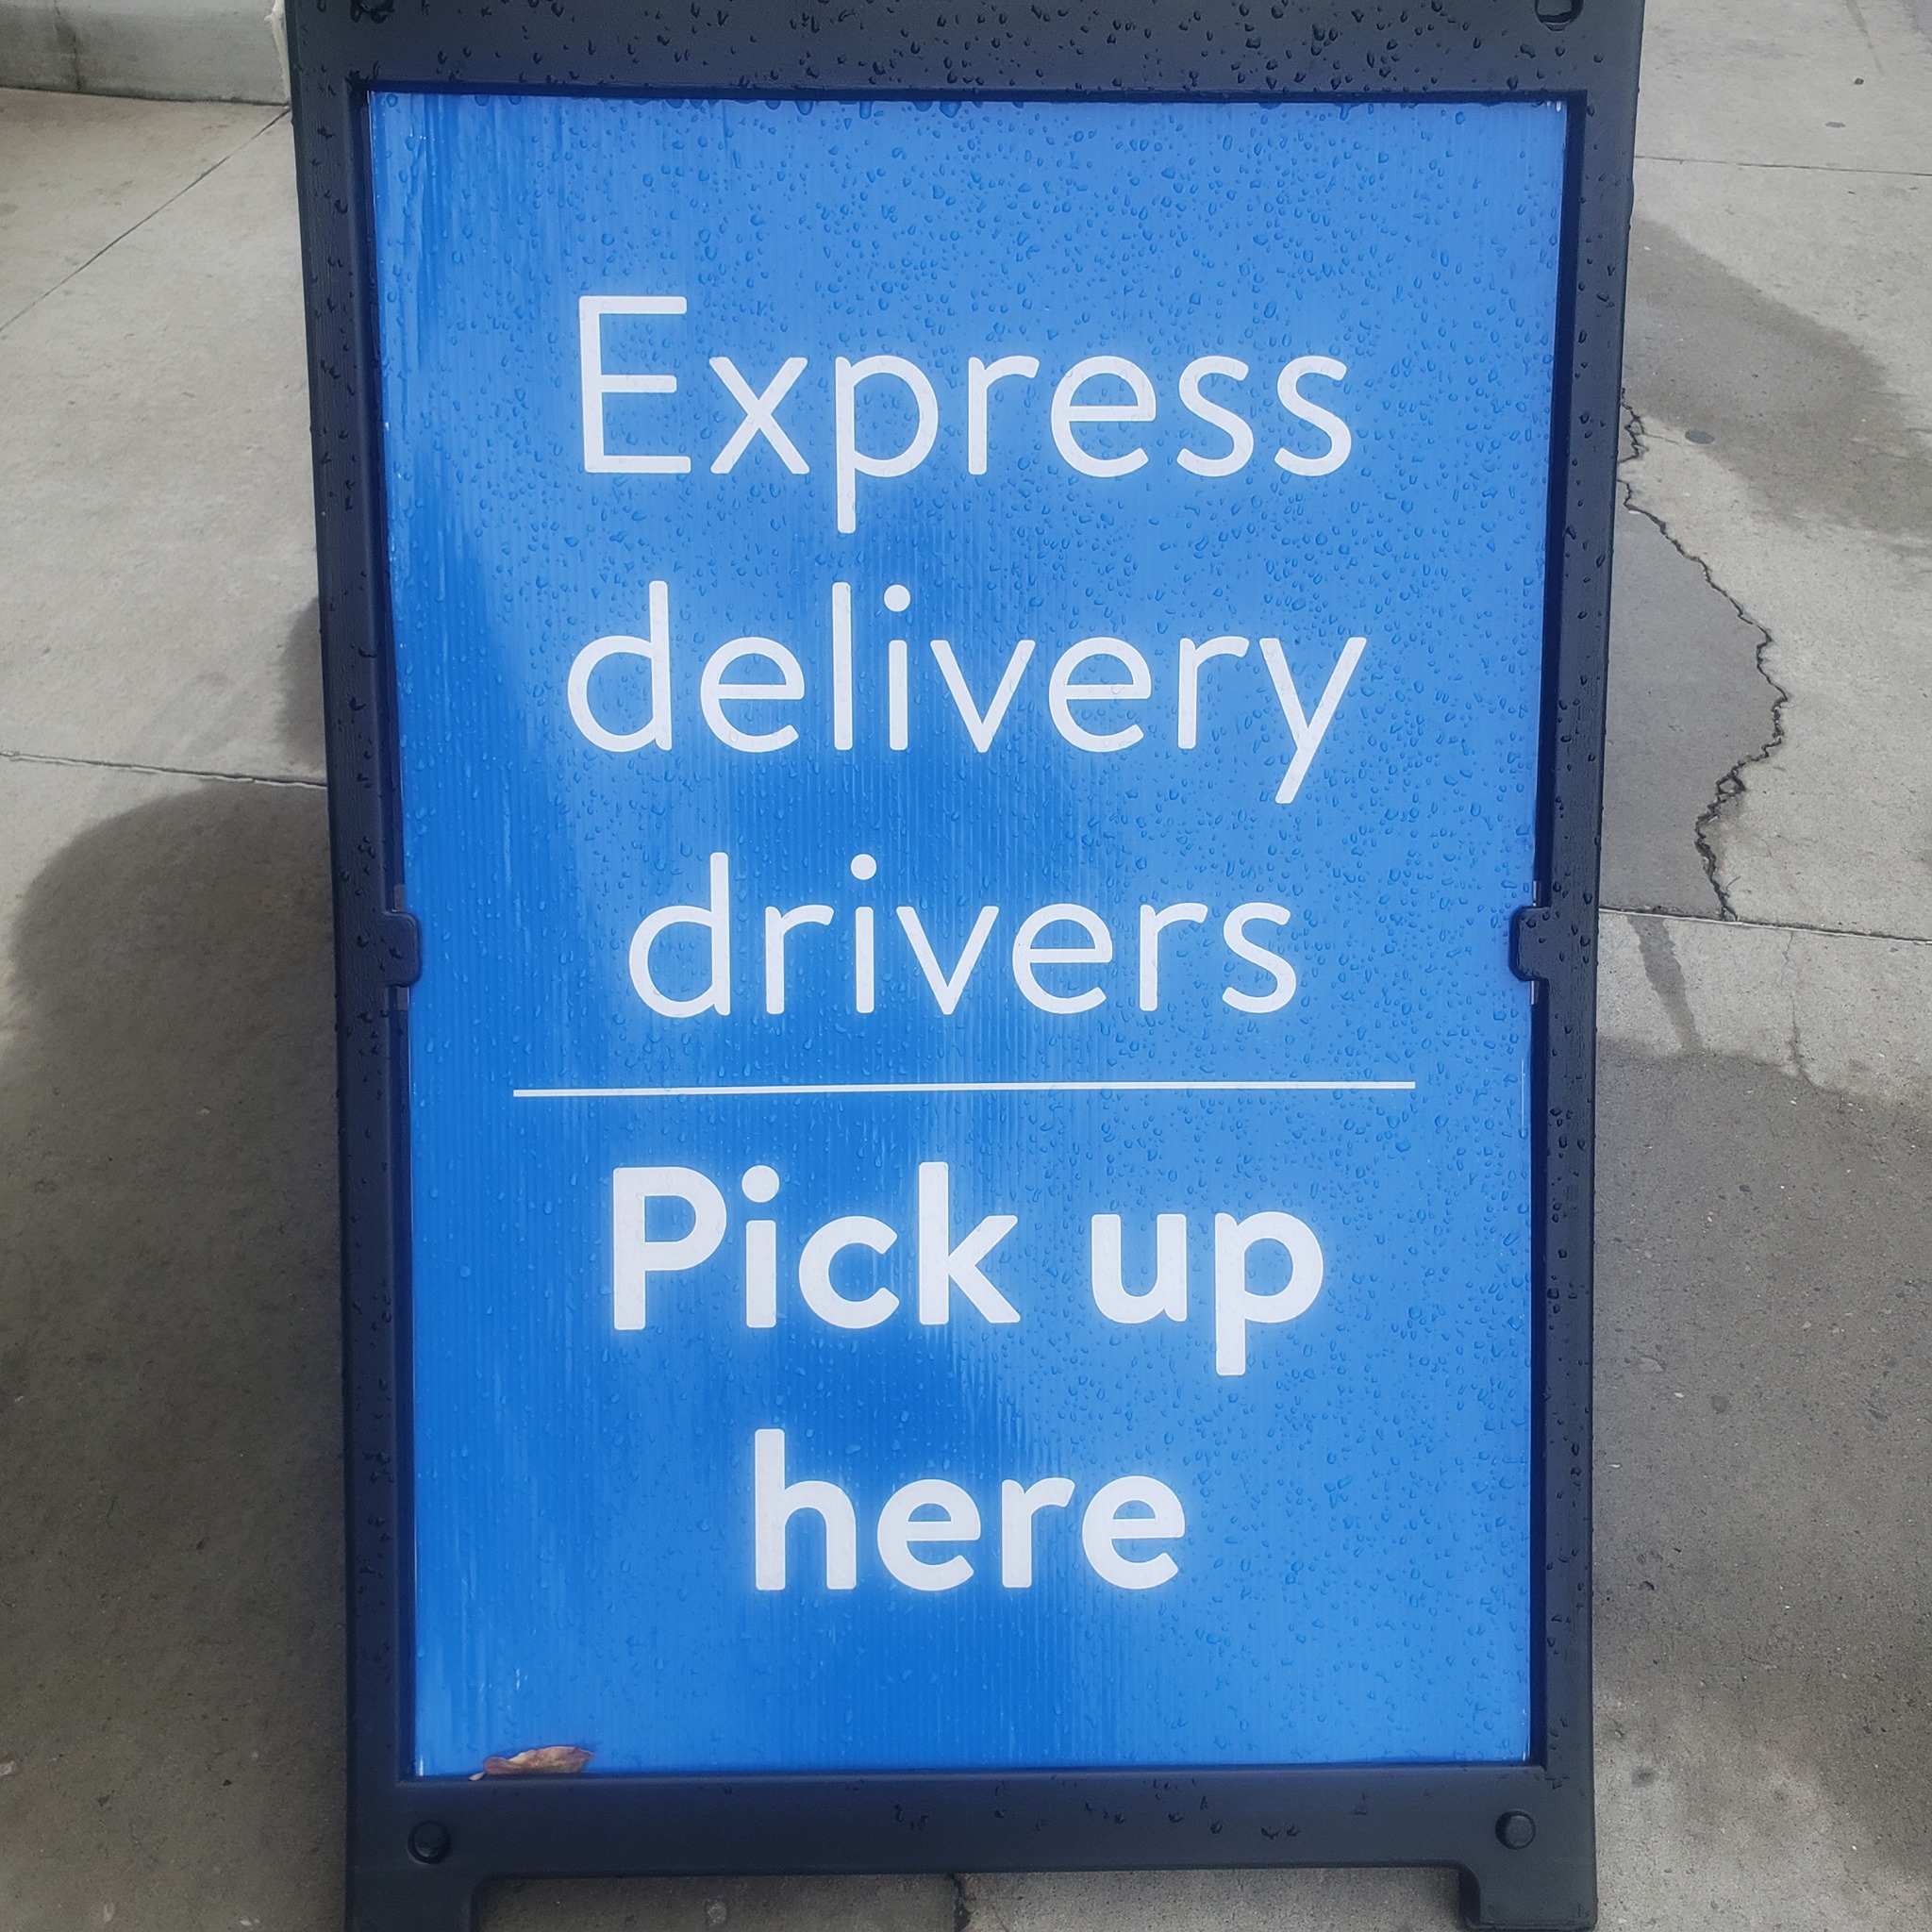 Express
delivery
drivers
Pick up
here